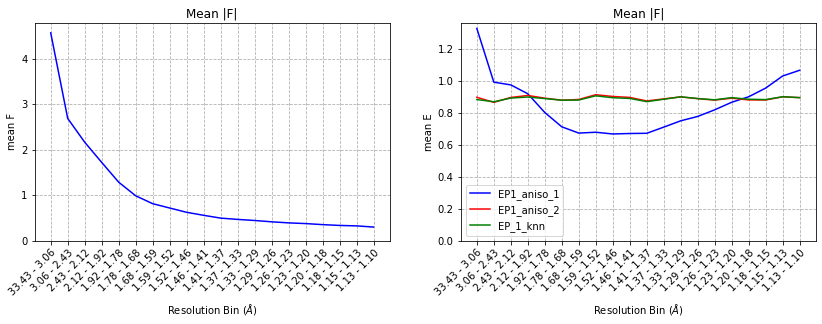 Mean |F|
mean F
4
3
2
1
0
33.43 - 3.06
3.06 - 2.43
2.43 - 2.12
2.12 - 1.92
1.92 - 1.78
1.78 - 1.68
1.68 - 1.59
1.59 - 1.52
1.52 - 1.46
1.46 - 1.41
1.41 - 1.37
1.37 - 1.33
1.33 - 1.29
1.29 - 1.26
1.26 - 1.23
1.23 - 1.20
1.20 - 1.18
1.18 - 1.15
1.15 - 1.13
1.13 - 1.10
Resolution Bin (Å)
Mean |F|
mean E
1.2
1.0
0.8
0.6
0.4
0.2
0.0
EP1_aniso_1
EP1_aniso_2
EP_1_knn
33.43 - 3.06
3.06 - 2.43
2.43 - 2.12
2.12 - 1.92
1.92 - 1.78
1.78 - 1.68
1.68 - 1.59
1.59 - 1.52
1.52 - 1.46
1.46 - 1.41
1.41 - 1.37
1.37 - 1.33
1.33 - 1.29
1.29 - 1.26
1.26 - 1.23
1.23 - 1.20
1.20 - 1.18
1.18 - 1.15
1.15 - 1.13
1.13 - 1.10
Resolution Bin (Å)